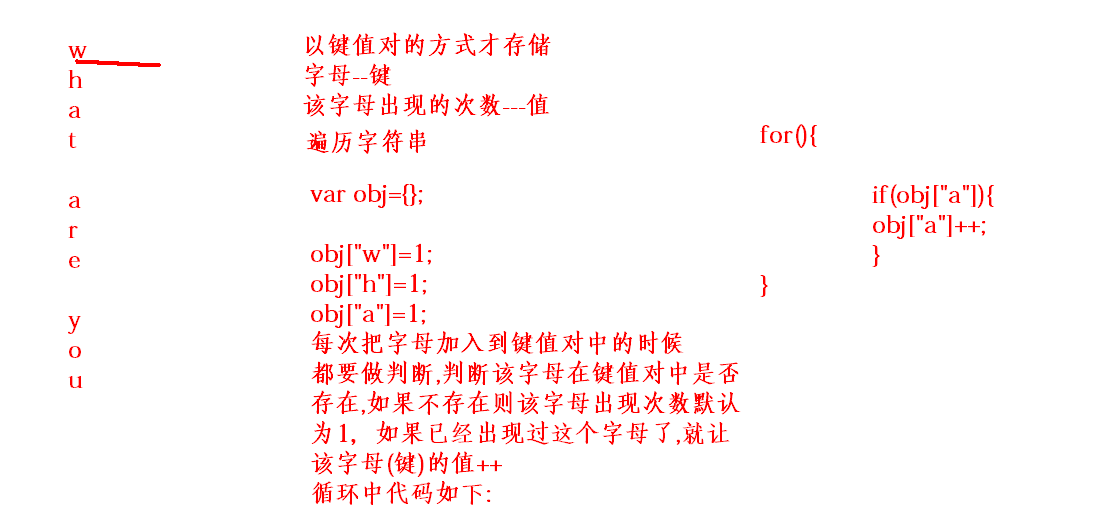 w
h
a
t
a
r
e
y
o
u
以键值对的方式才存储
字母--键
该字母出现的次数---值
遍历字符串
var obj={};
obj["w"]=1;
obj["h"]=1;
obj["a"]=1;
每次把字母加入到键值对中的时候
都要做判断,判断该字母在键值对中是否
存在,如果不存在则该字母出现次数默认
为1，如果已经出现过这个字母了,就让
该字母(键)的值++
循环中代码如下:
for(){
if(obj["a"]){
obj["a"]++;
}
}